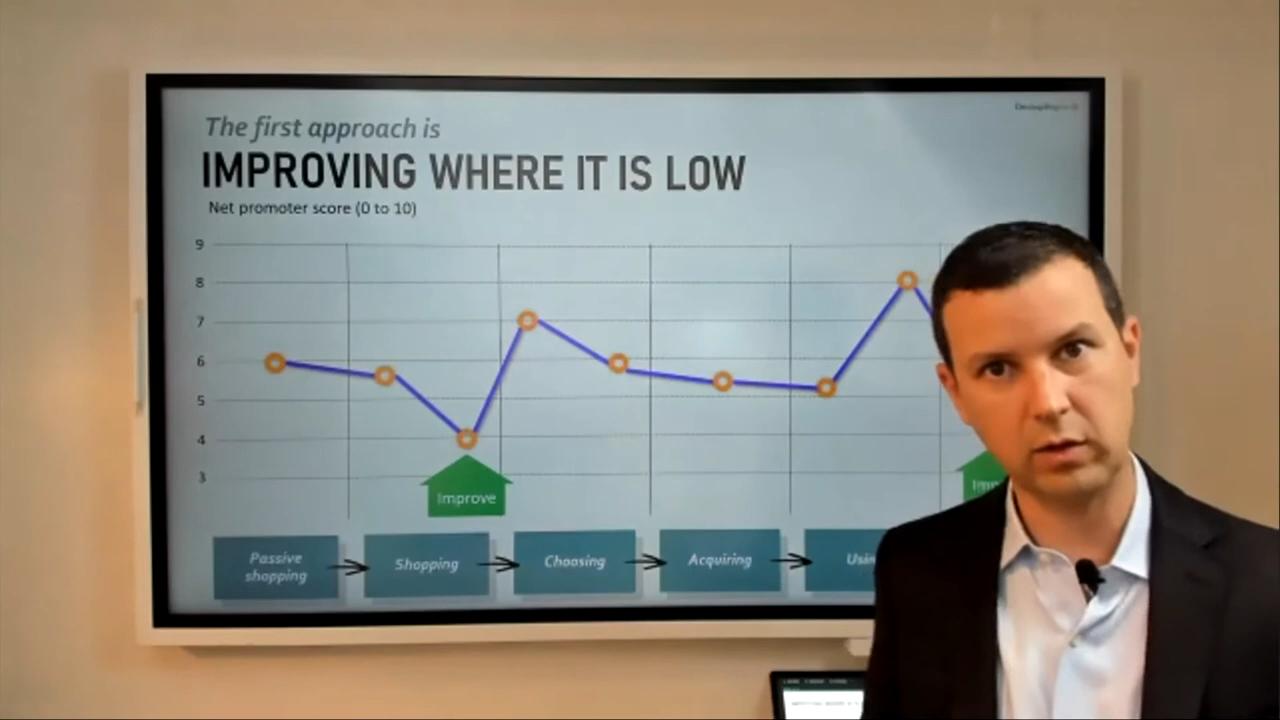 The first approach is
IMPROVING WHERE IT IS LOW
Net promoter score (0 to 10)
9
8
7
6
5
4
3
Improve
Passive
shopping
Shopping
Choosing
Acquiring